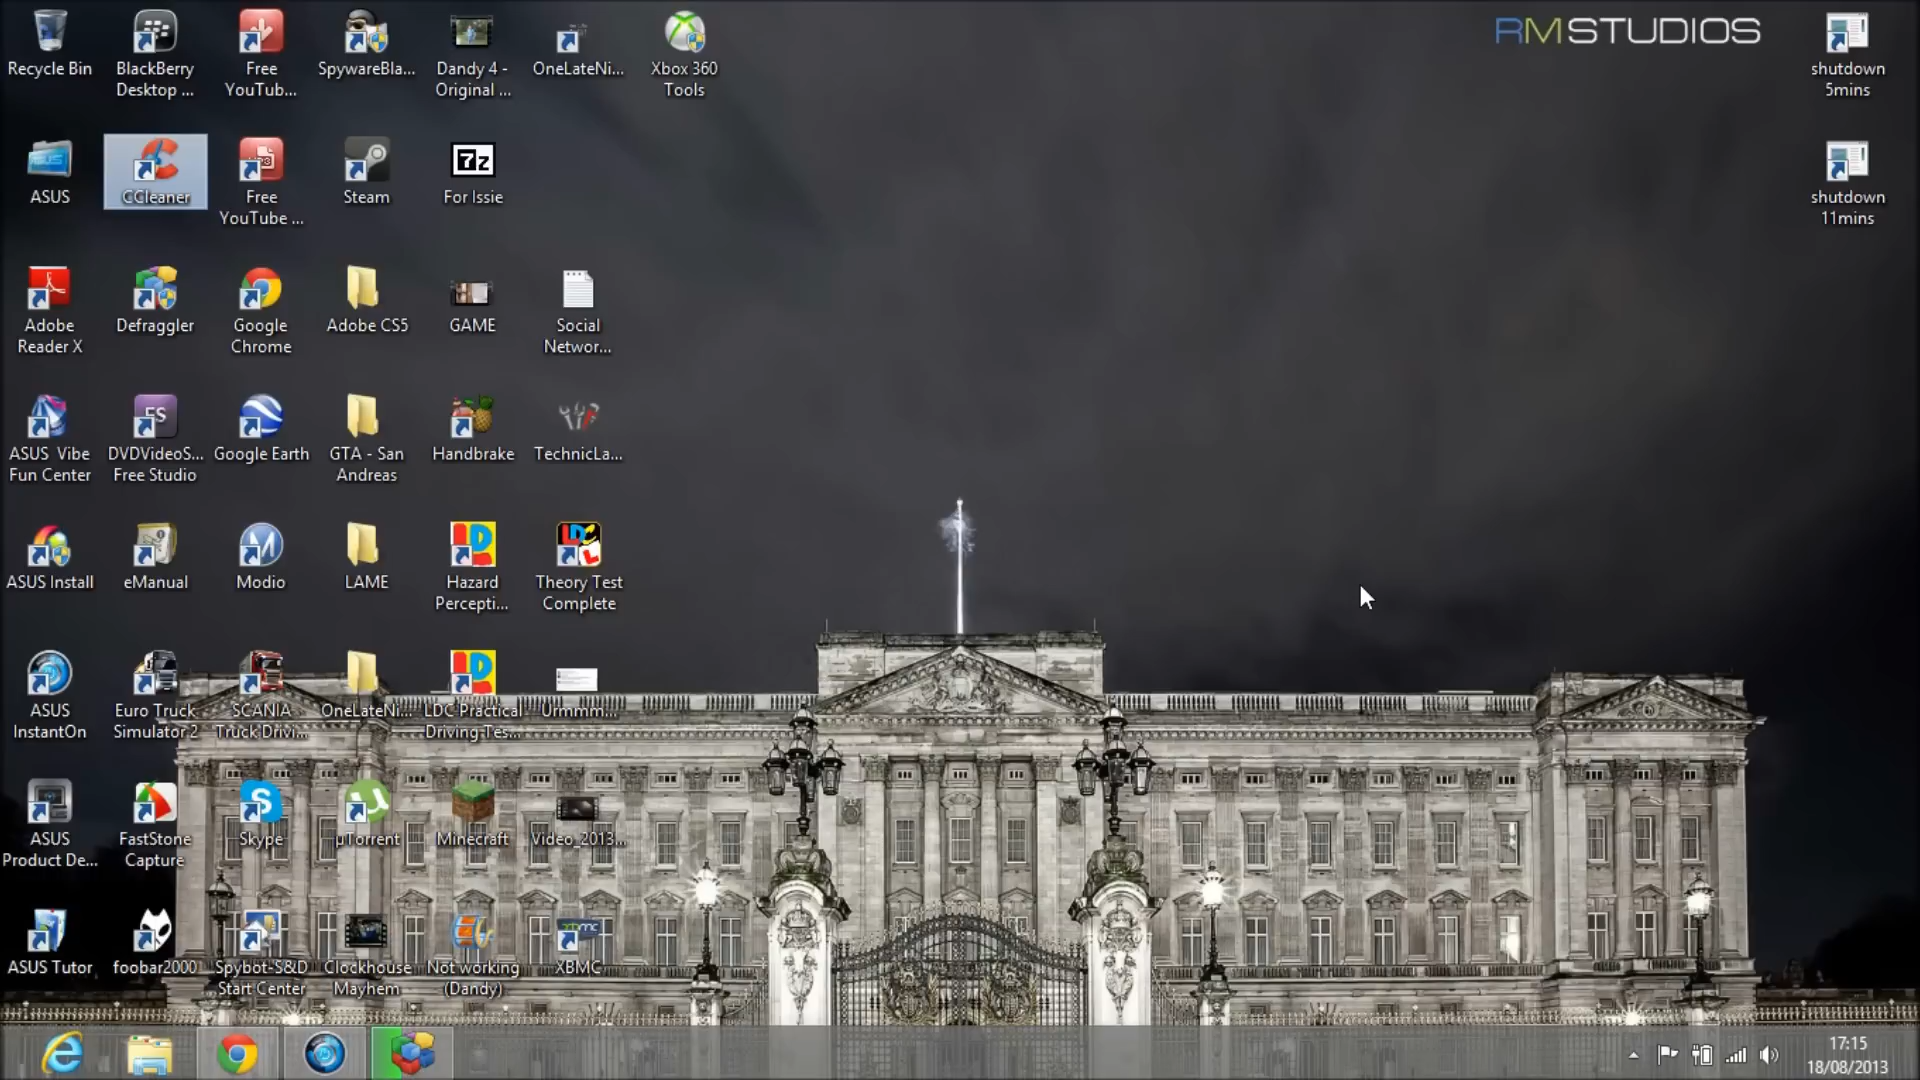 RMSTUDIOS
Recycle Bin
BlackBerry
Desktop ...
Free
YouTub...
SpywareBla...
Dandy 4 -
Original ...
OneLateNi...
Xbox 360
Tools
shutdown
5mins
ASUS
CCleaner
Free
YouTube ...
Steam
7z
For Issie
shutdown
11mins
Adobe
Reader X
Defraggler
Google
Chrome
Adobe CS5
GAME
Social
Networ...
ASUS Vibe
Fun Center
FS
DVDVideoS...
Free Studio
Google Earth
GTA - San
Andreas
Handbrake
TechnicLa...
ASUS Install
eManual
Modio
LAME
Hazard
Percepti...
LDC
L
Theory Test
Complete
ASUS
InstantOn
Euro Truck
Simulator 2
SCANIA
Truck Drivi...
OneLateNi...
LDC Practical
Driving Tes...
Urmmm...
ASUS
Product De...
FastStone
Capture
Skype
µTorrent
Minecraft
Video_2013...
ASUS Tutor
foobar2000
Spybot-S&D
Start Center
Clockhouse
Mayhem
Not working
(Dandy)
xbmc
XBMC
17:15
18/08/2013